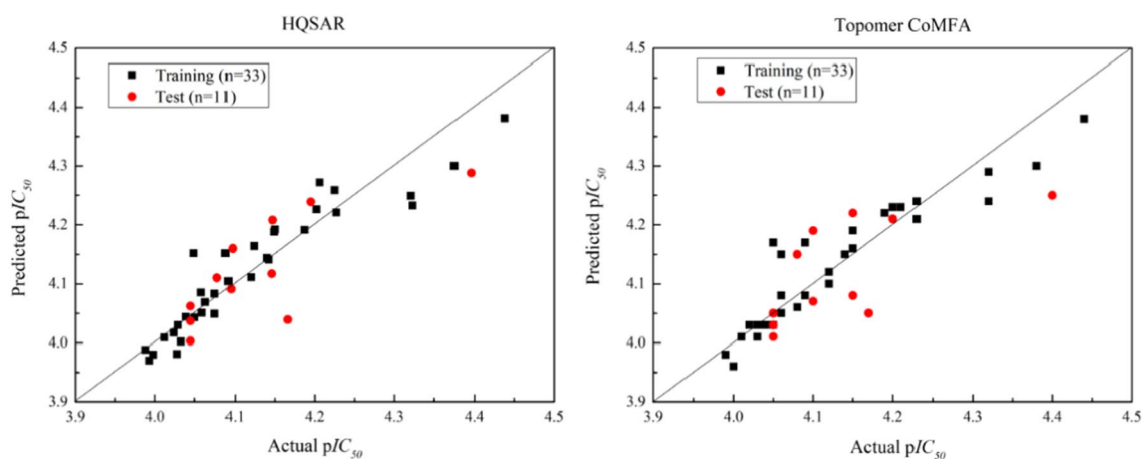 HQSAR
4.5
4.4
4.3
4.2
4.1
4.0
3.9
Predicted pIC50
Training (n=33)
Test (n=11)
3.9 4.0 4.1 4.2 4.3 4.4 4.5
Actual pIC50
Topomer CoMFA
4.5
4.4
4.3
4.2
4.1
4.0
3.9
Predicted pIC50
Training (n=33)
Test (n=11)
3.9 4.0 4.1 4.2 4.3 4.4 4.5
Actual pIC50